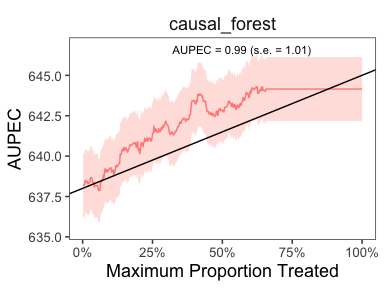 causal_forest
AUPEC = 0.99 (s.e. = 1.01)
645.0
642.5
640.0
637.5
635.0
AUPEC
0% 25% 50% 75% 100%
Maximum Proportion Treated